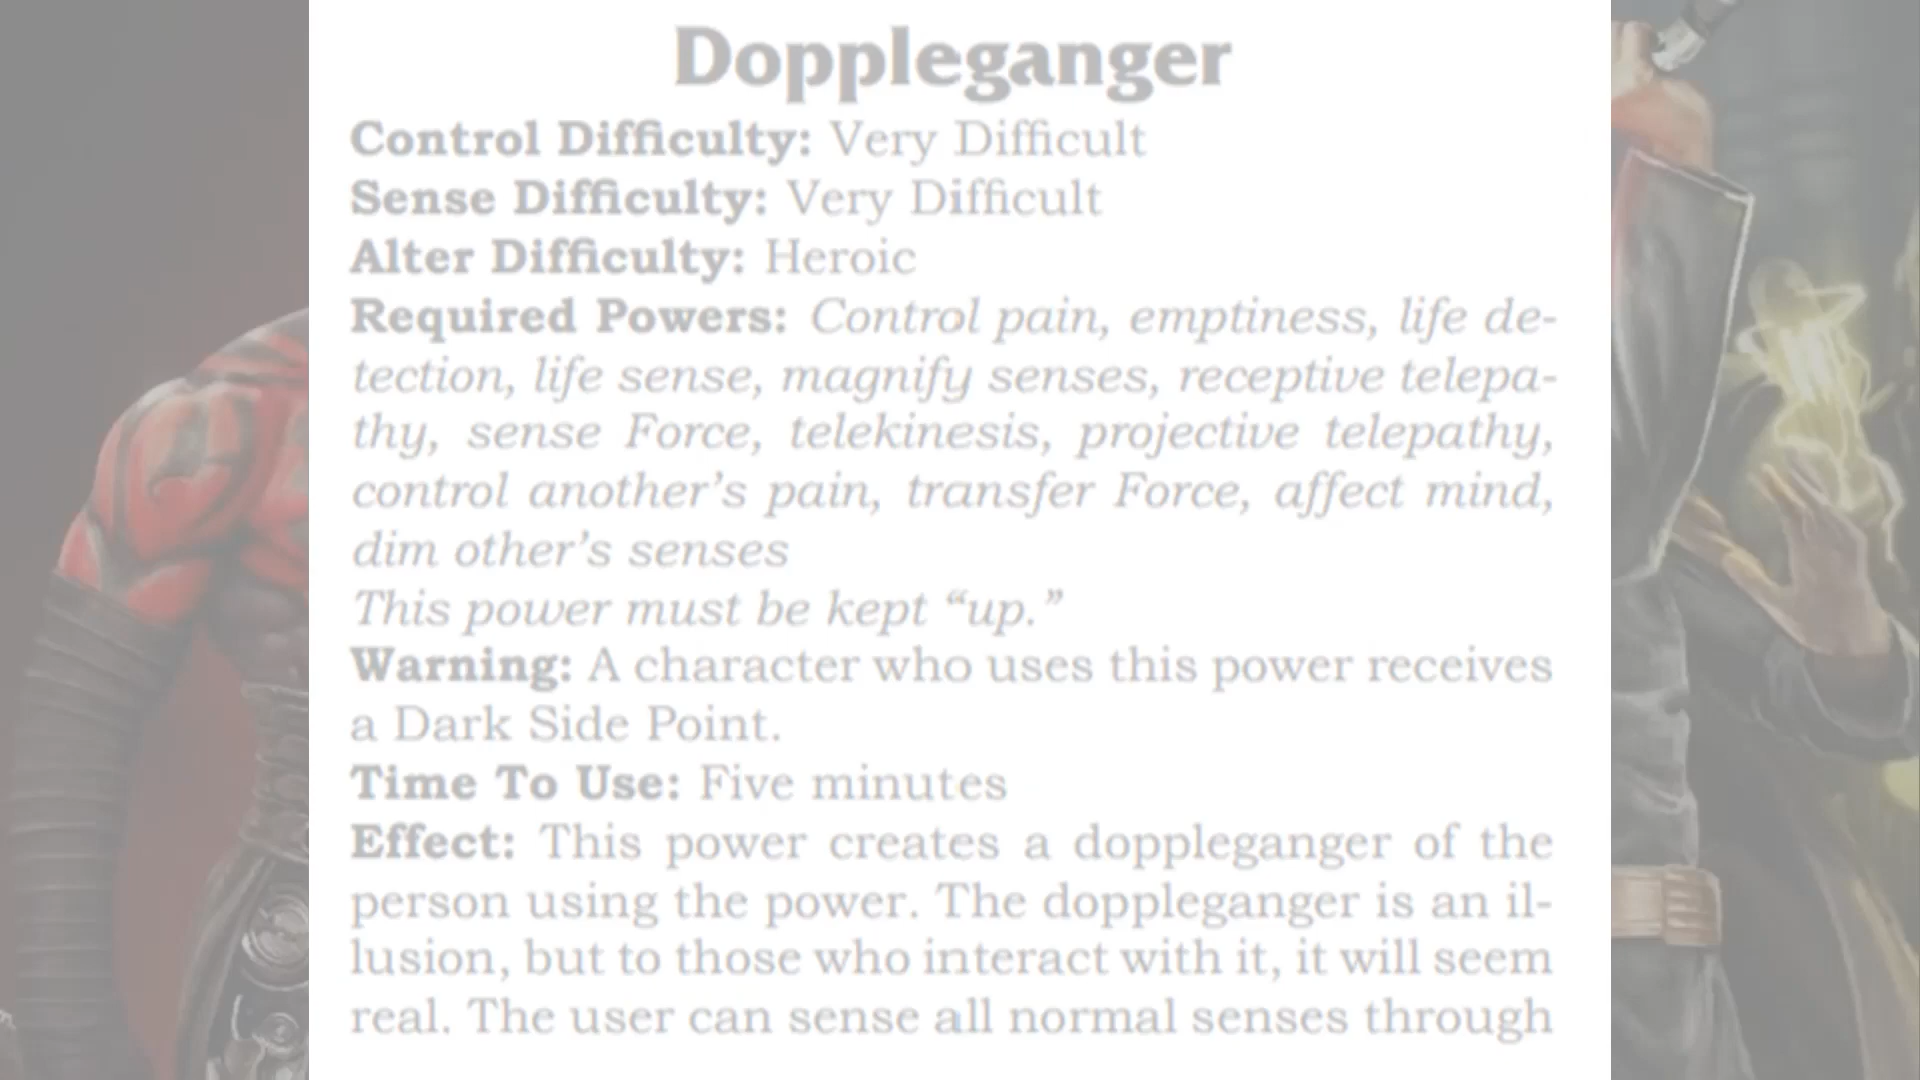 Doppleganger
Control Difficulty: Very Difficult
Sense Difficulty: Very Difficult
Alter Difficulty: Heroic
Required Powers: Control pain, emptiness, life de-
tection, life sense, magnify senses, receptive telepa-
thy, sense Force, telekinesis, projective telepathy,
control another's pain, transfer Force, affect mind,
dim other's senses
This power must be kept “up.”
Warning: A character who uses this power receives
a Dark Side Point.
Time To Use: Five minutes
Effect: This power creates a doppleganger of the
person using the power. The doppleganger is an il-
lusion, but to those who interact with it, it will seem
real. The user can sense all normal senses through